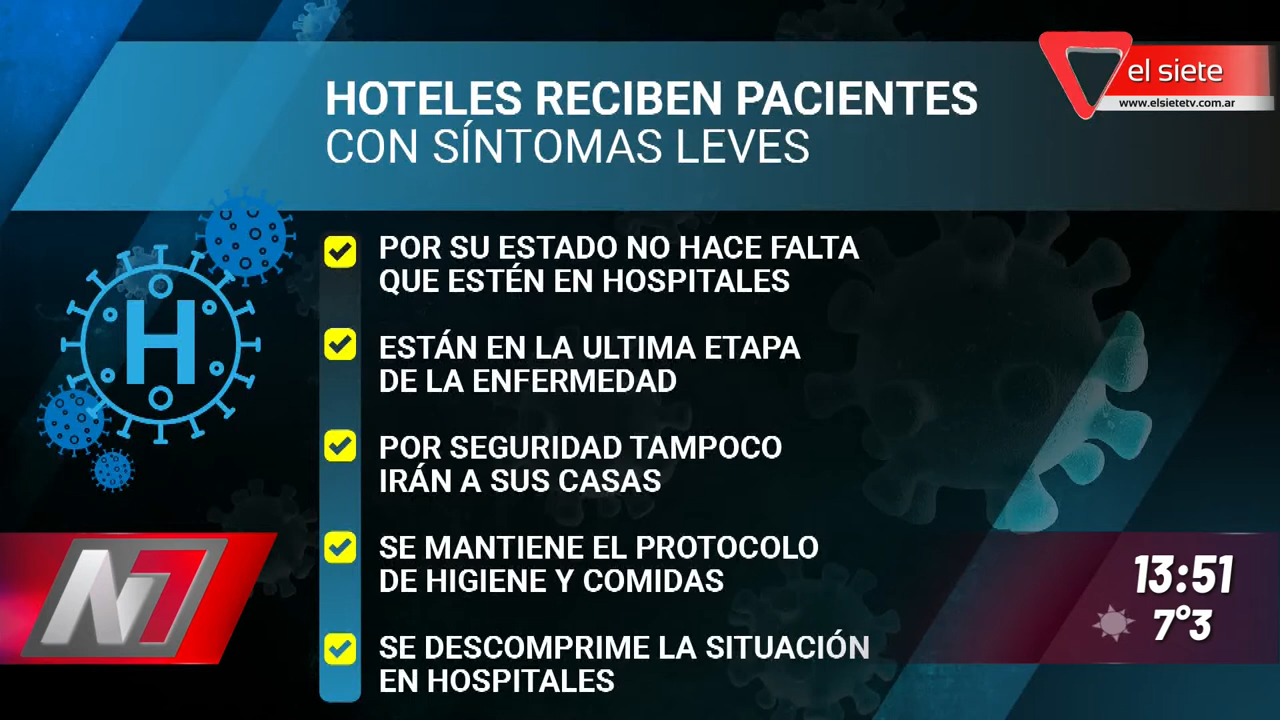 el siete
www.elsietetv.com.ar
HOTELES RECIBEN PACIENTES
CON SÍNTOMAS LEVES
H
POR SU ESTADO NO HACE FALTA
QUE ESTÉN EN HOSPITALES
ESTÁN EN LA ULTIMA ETAPA
DE LA ENFERMEDAD
POR SEGURIDAD TAMPOCO
IRÁN A SUS CASAS
SE MANTIENE EL PROTOCOLO
DE HIGIENE Y COMIDAS
SE DESCOMPRIME LA SITUACIÓN
EN HOSPITALES
N7
13:51
7°3